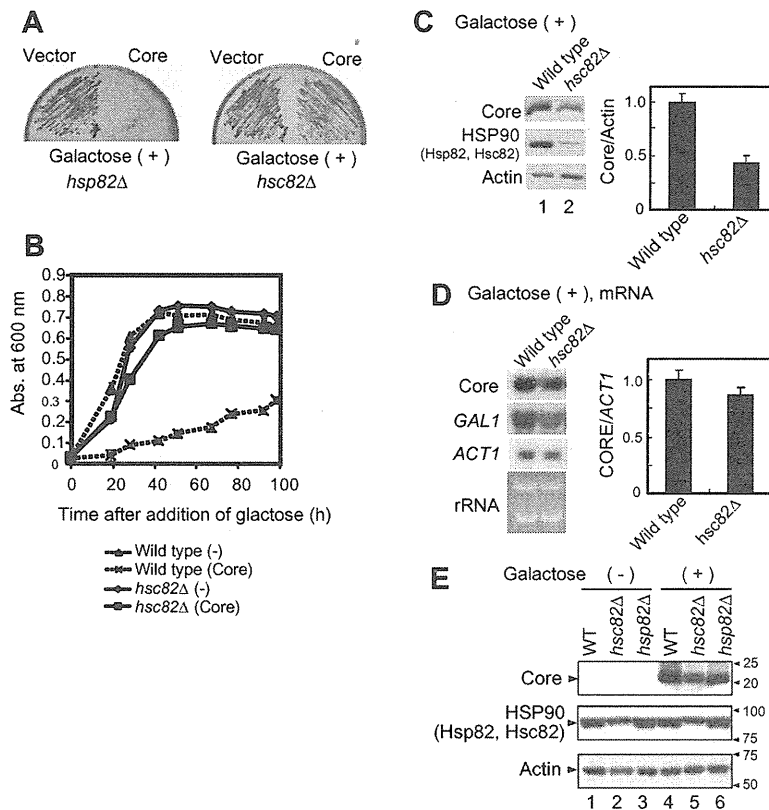 A
Vector Core
Galactose (+)
hsp82Δ
Vector Core
Galactose (+)
hsc82Δ
B
Abs. at 600 nm
0.9
0.8
0.7
0.6
0.5
0.4
0.3
0.2
0.1
0
0 20 40 60 80 100
Time after addition of glactose (h)
Wild type (-)
Wild type (Core)
hsc82Δ (-)
hsc82Δ (Core)
C Galactose (+)
Wild type
hsc82Δ
Core
HSP90
(Hsp82, Hsc82)
Actin
1 2
Core/Actin
1.0
0.5
0
Wild type
hsc82Δ
D Galactose (+), mRNA
Wild type
hsc82Δ
Core
GAL1
ACT1
rRNA
CORE/ACT1
1.0
0.5
0
Wild type
hsc82Δ
E
Galactose (-) (+)
WT hsc82Δ hsp82Δ WT hsc82Δ hsp82Δ
Core
25
20
HSP90
(Hsp82, Hsc82)
100
75
Actin
75
50
1 2 3 4 5 6